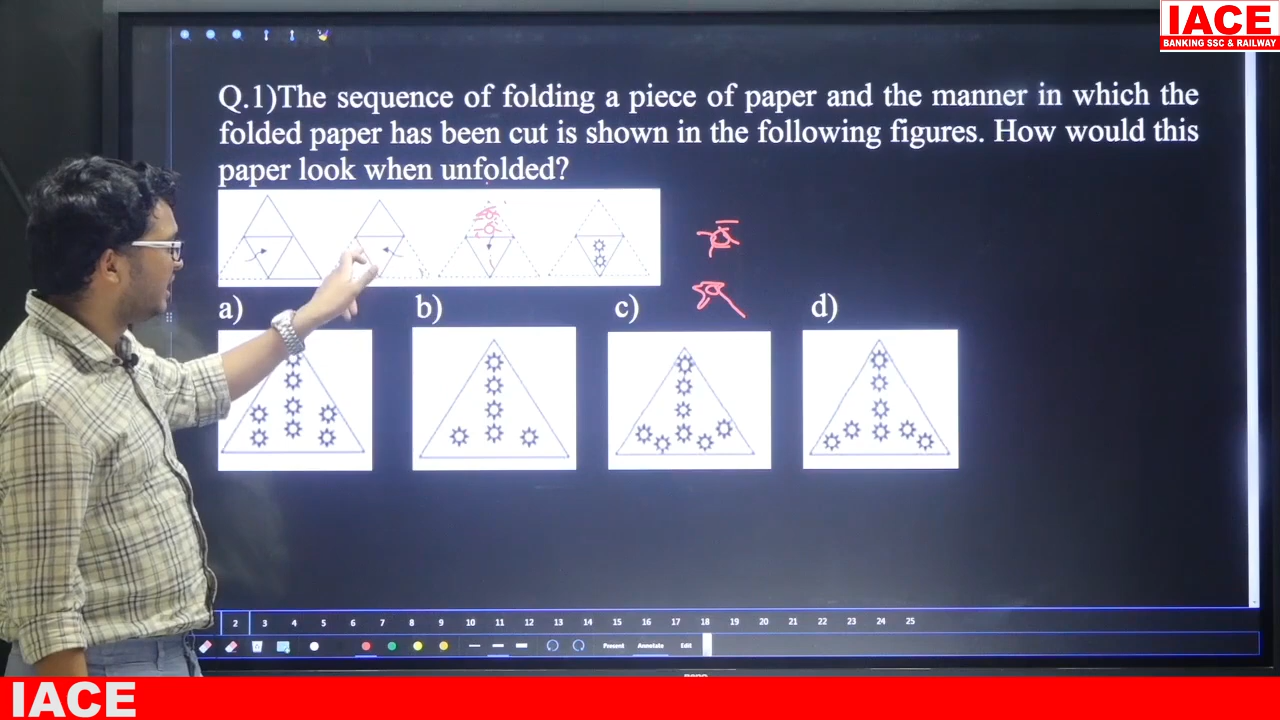 IACE
BANKING SSC & RAILWAY
Q.1)The sequence of folding a piece of paper and the manner in which the
folded paper has been cut is shown in the following figures. How would this
paper look when unfolded?
a) b) c) d)
2 3 4 5 6 7 8 9 10 11 12 13 14 15 16 17 18 19 20 21 22 23 24 25
Present Annotate Edit
IACE